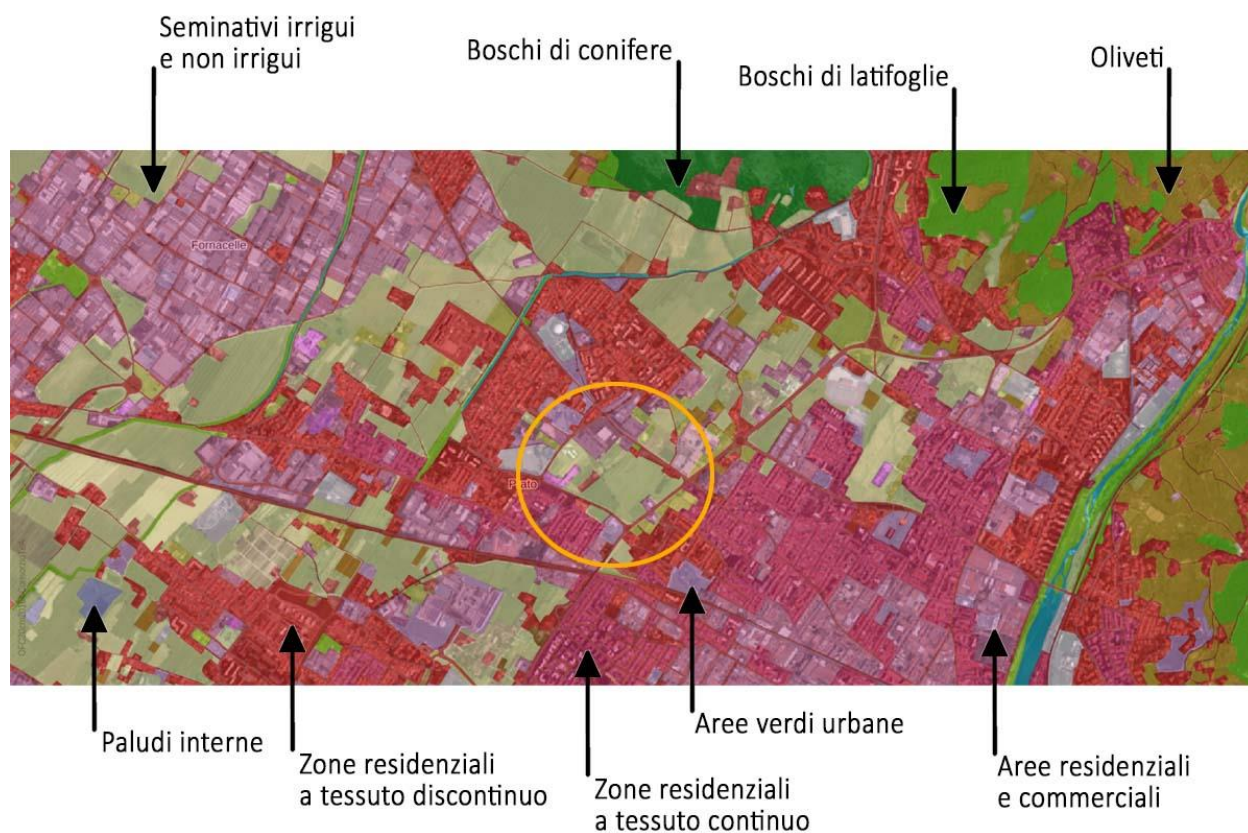 Seminativi irrigui
e non irrigui
Boschi di conifere
Boschi di latifoglie
Oliveti
Fornacelle
Prato
Paludi interne
Zone residenziali
a tessuto discontinuo
Zone residenziali
a tessuto continuo
Aree verdi urbane
Aree residenziali
e commerciali